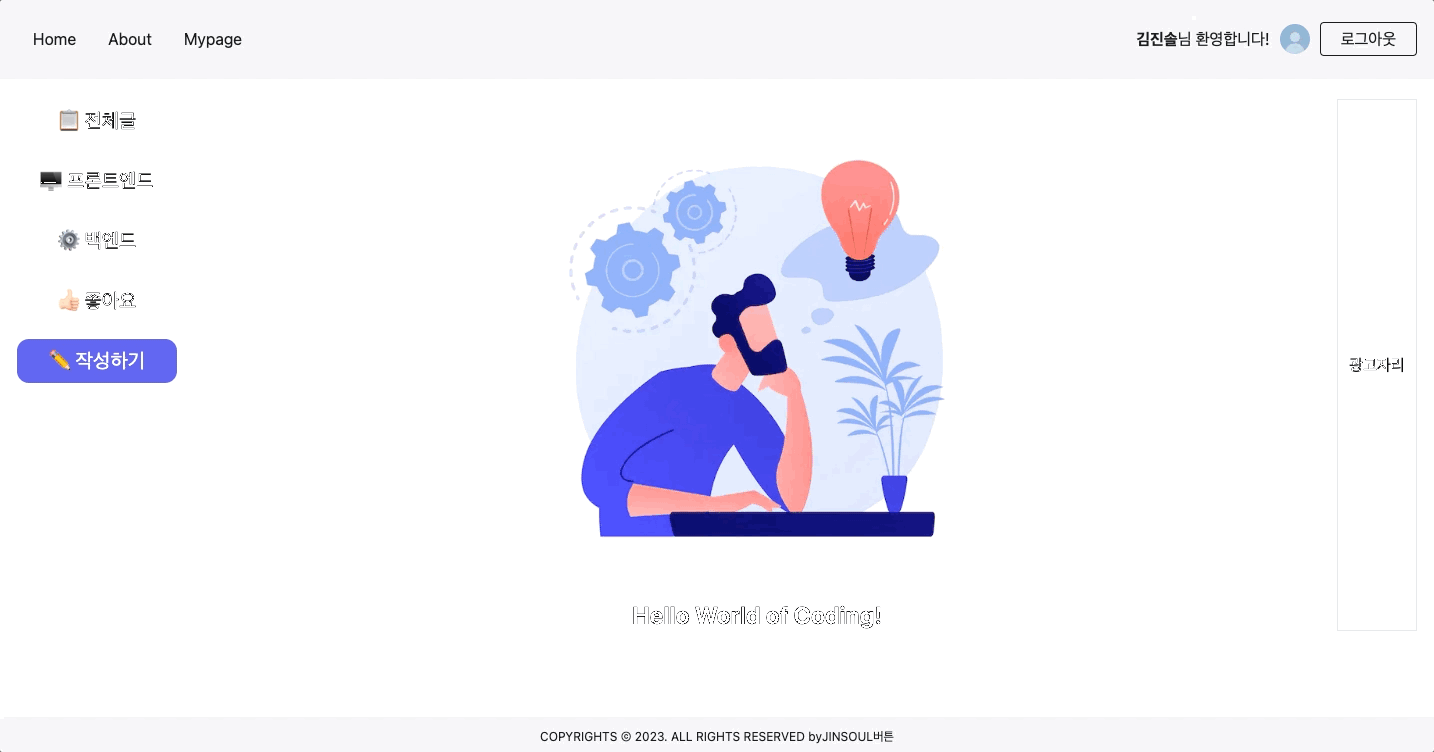 Home About Mypage
김진솔님 환영합니다! 로그아웃
📋 전체글
🖥️ 프론트엔드
⚙️ 백엔드
👍🏻 좋아요
✏️ 작성하기
광고자리
Hello World of Coding!
COPYRIGHTS © 2023. ALL RIGHTS RESERVED byJINSOUL버튼